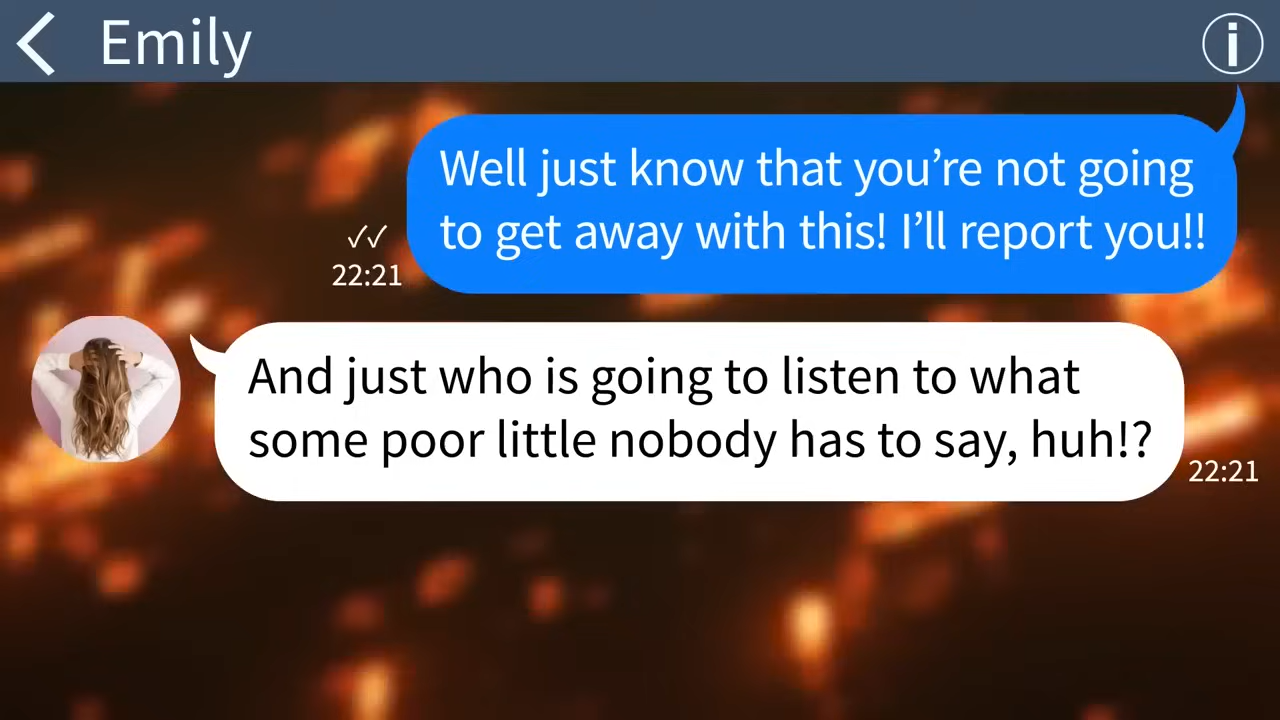 Emily
Well just know that you’re not going
to get away with this! I’ll report you!!
✓✓
22:21
And just who is going to listen to what
some poor little nobody has to say, huh!?
22:21